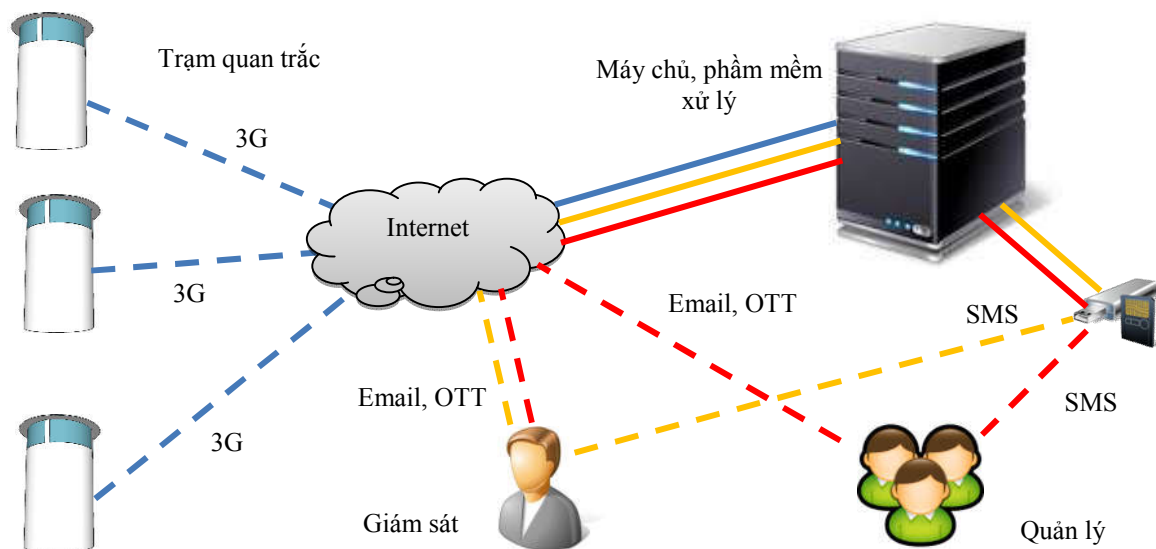 Trạm quan trắc
Máy chủ, phầm mềm
xử lý
3G
Internet
3G
Email, OTT
SMS
Email, OTT
SMS
3G
Giám sát
Quản lý